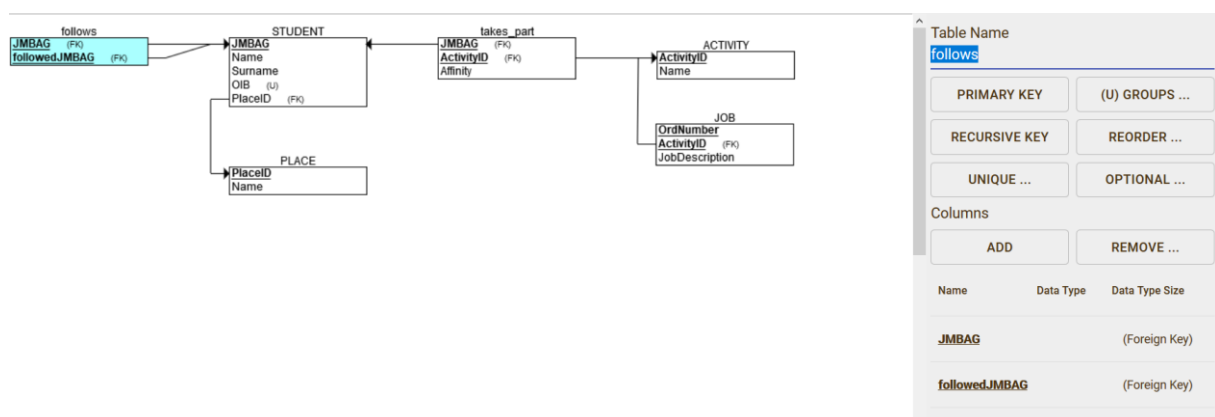 follows
JMBAG (FK)
followedJMBAG (FK)
STUDENT
JMBAG
Name
Surname
OIB (U)
PlaceID (FK)
PLACE
PlaceID
Name
takes_part
JMBAG (FK)
ActivityID (FK)
Affinity
ACTIVITY
ActivityID
Name
JOB
OrdNumber
ActivityID (FK)
JobDescription
Table Name
follows
PRIMARY KEY (U) GROUPS ...
RECURSIVE KEY REORDER ...
UNIQUE ... OPTIONAL ...
Columns
ADD REMOVE ...
Name Data Type Data Type Size
JMBAG (Foreign Key)
followedJMBAG (Foreign Key)